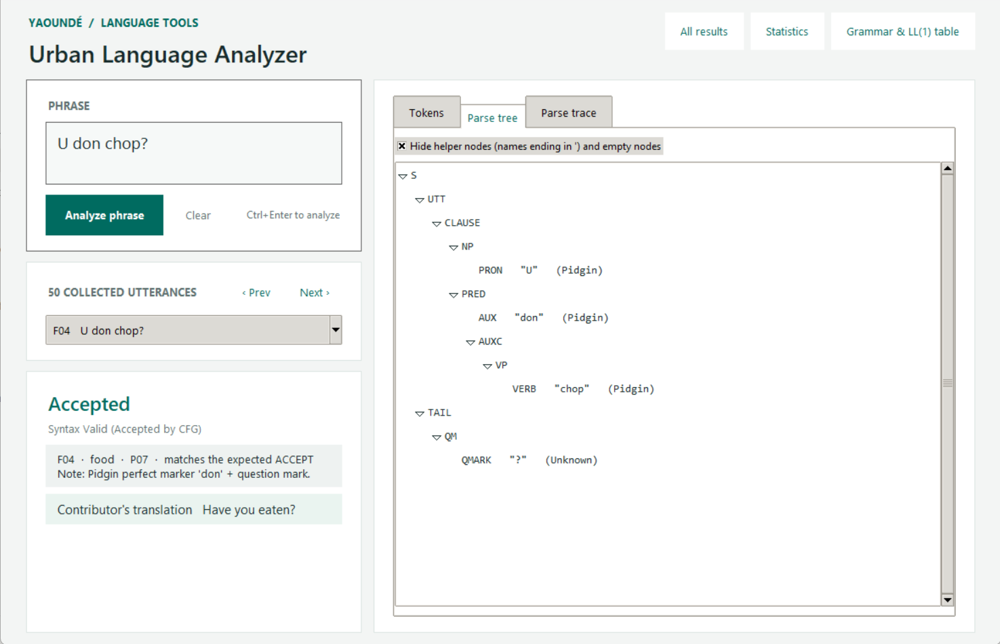 YAOUNDÉ / LANGUAGE TOOLS
Urban Language Analyzer
All results
Statistics
Grammar & LL(1) table
PHRASE
U don chop?
Analyze phrase
Clear
Ctrl+Enter to analyze
50 COLLECTED UTTERANCES
‹ Prev
Next ›
F04 U don chop?
Accepted
Syntax Valid (Accepted by CFG)
F04 · food · P07 · matches the expected ACCEPT
Note: Pidgin perfect marker 'don' + question mark.
Contributor's translation Have you eaten?
Tokens
Parse tree
Parse trace
Hide helper nodes (names ending in ') and empty nodes
S
UTT
CLAUSE
NP
PRON "U" (Pidgin)
PRED
AUX "don" (Pidgin)
AUXC
VP
VERB "chop" (Pidgin)
TAIL
QM
QMARK "?" (Unknown)